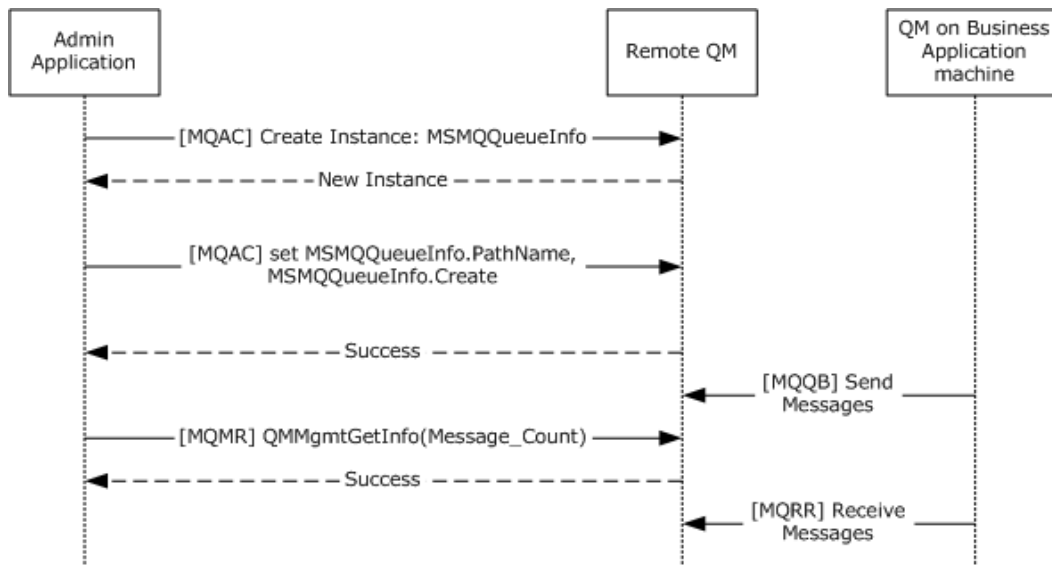 Admin
Application
Remote QM
QM on Business
Application
machine
[MQAC] Create Instance: MSMQQueueInfo
New Instance
[MQAC] set MSMQQueueInfo.PathName,
MSMQQueueInfo.Create
Success
[MQQB] Send
Messages
[MQMR] QMMgmtGetInfo(Message_Count)
Success
[MQRR] Receive
Messages